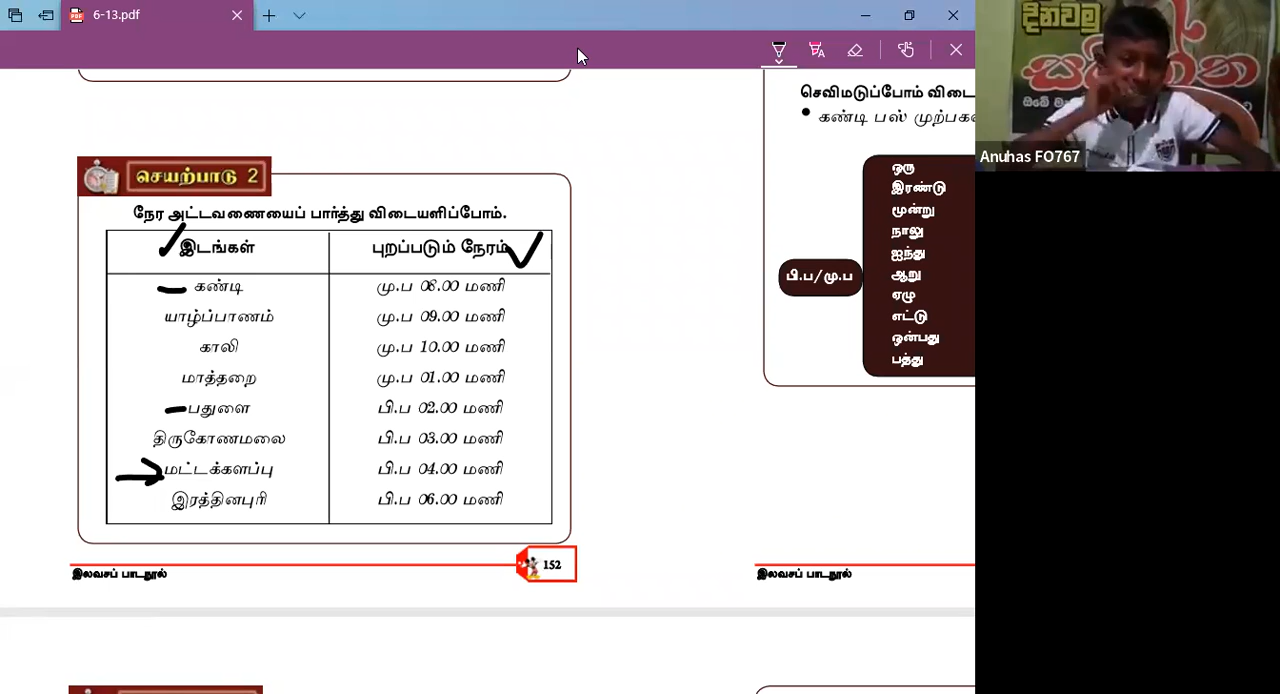 6-13.pdf
செயற்பாடு 2
நேர அட்டவணையைப் பார்த்து விடையளிப்போம்.
இடங்கள் புறப்படும் நேரம்
கண்டி மு.ப 08.00 மணி
யாழ்ப்பாணம் மு.ப 09.00 மணி
காலி மு.ப 10.00 மணி
மாத்தறை மு.ப 01.00 மணி
பதுளை பி.ப 02.00 மணி
திருகோணமலை பி.ப 03.00 மணி
மட்டக்களப்பு பி.ப 04.00 மணி
இரத்தினபுரி பி.ப 06.00 மணி
இலவசப் பாடநூல்
152
செவிமடுப்போம் விடை
கண்டி பஸ் முற்பக
ஒரு
இரண்டு
மூன்று
நாலு
ஐந்து
ஆறு
ஏழு
எட்டு
ஒன்பது
பத்து
பி.ப/மு.ப
இலவசப் பாடநூல்
දිනවමු
Anuhas FO767